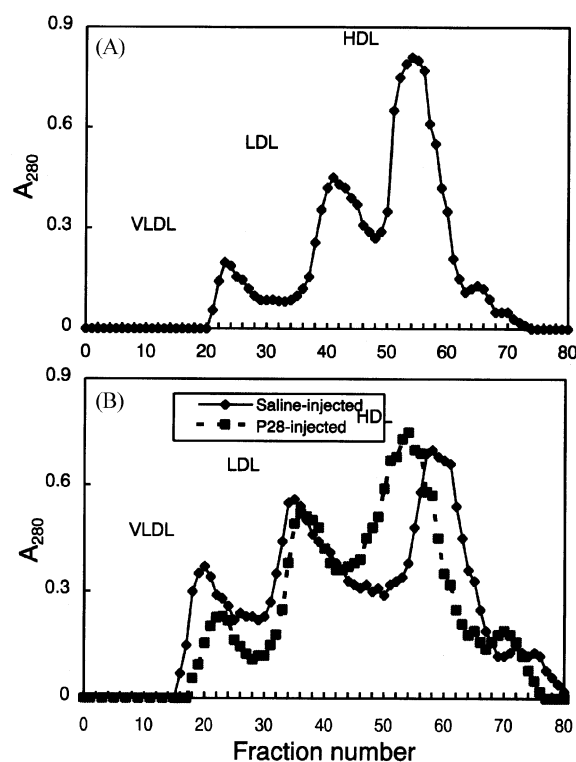 (A)
0.9
HDL
0.6
LDL
A280
0.3
VLDL
0
0 10 20 30 40 50 60 70 80
0.9
(B)
Saline-injected
HD
P28-injected
LDL
0.6
VLDL
A280
0.3
0
0 10 20 30 40 50 60 70 80
Fraction number